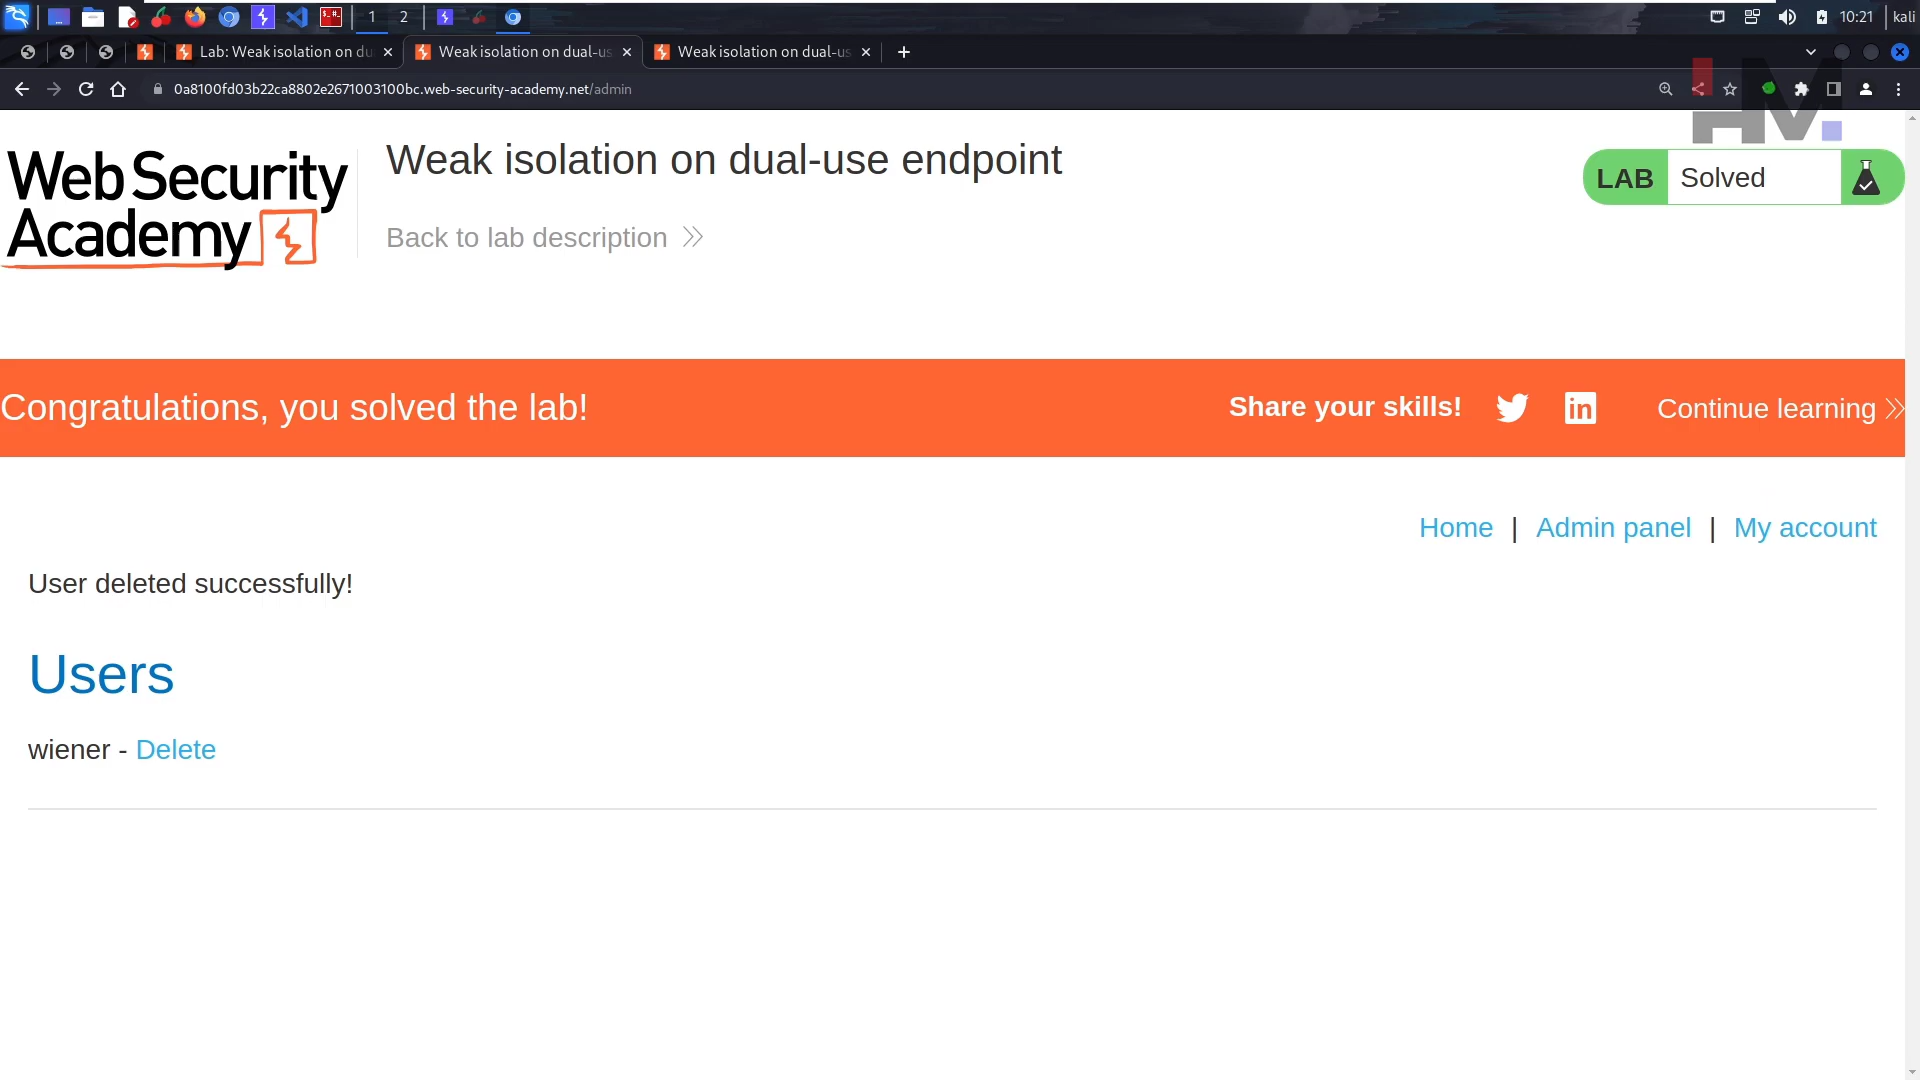 1 2 10:21 kali
Lab: Weak isolation on du Weak isolation on dual-us Weak isolation on dual-us
0a8100fd03b22ca8802e2671003100bc.web-security-academy.net/admin
HM.
Web Security
Academy
Weak isolation on dual-use endpoint
Back to lab description
LAB Solved
Congratulations, you solved the lab!
Share your skills!
in
Continue learning
Home | Admin panel | My account
User deleted successfully!
Users
wiener - Delete